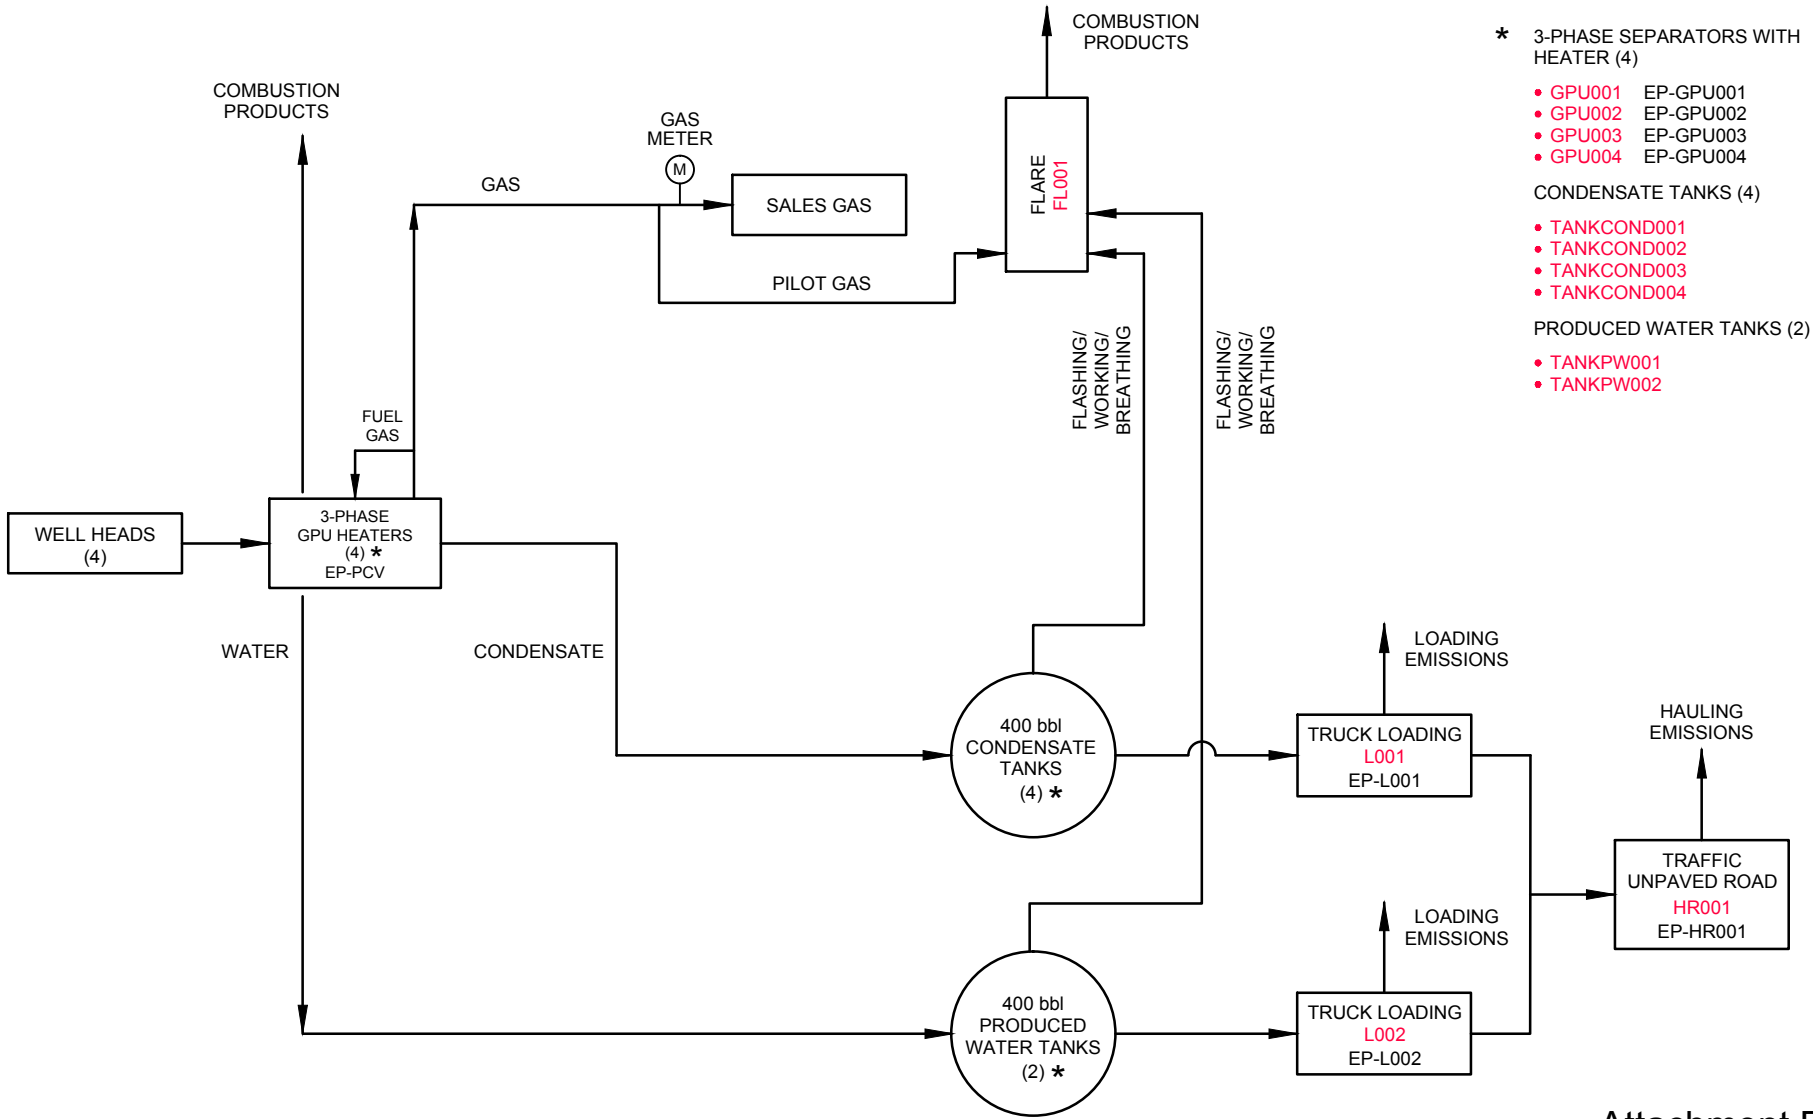 COMBUSTION
PRODUCTS
COMBUSTION
PRODUCTS
GAS
METER
M
GAS
SALES GAS
FLARE
FL001
PILOT GAS
FUEL
GAS
FLASHING/
WORKING/
BREATHING
FLASHING/
WORKING/
BREATHING
WELL HEADS
(4)
3-PHASE
GPU HEATERS
(4) *
EP-PCV
WATER
CONDENSATE
400 bbl
CONDENSATE
TANKS
(4) *
LOADING
EMISSIONS
TRUCK LOADING
L001
EP-L001
HAULING
EMISSIONS
TRAFFIC
UNPAVED ROAD
HR001
EP-HR001
400 bbl
PRODUCED
WATER TANKS
(2) *
LOADING
EMISSIONS
TRUCK LOADING
L002
EP-L002
* 3-PHASE SEPARATORS WITH
HEATER (4)
• GPU001 EP-GPU001
• GPU002 EP-GPU002
• GPU003 EP-GPU003
• GPU004 EP-GPU004
CONDENSATE TANKS (4)
• TANKCOND001
• TANKCOND002
• TANKCOND003
• TANKCOND004
PRODUCED WATER TANKS (2)
• TANKPW001
• TANKPW002